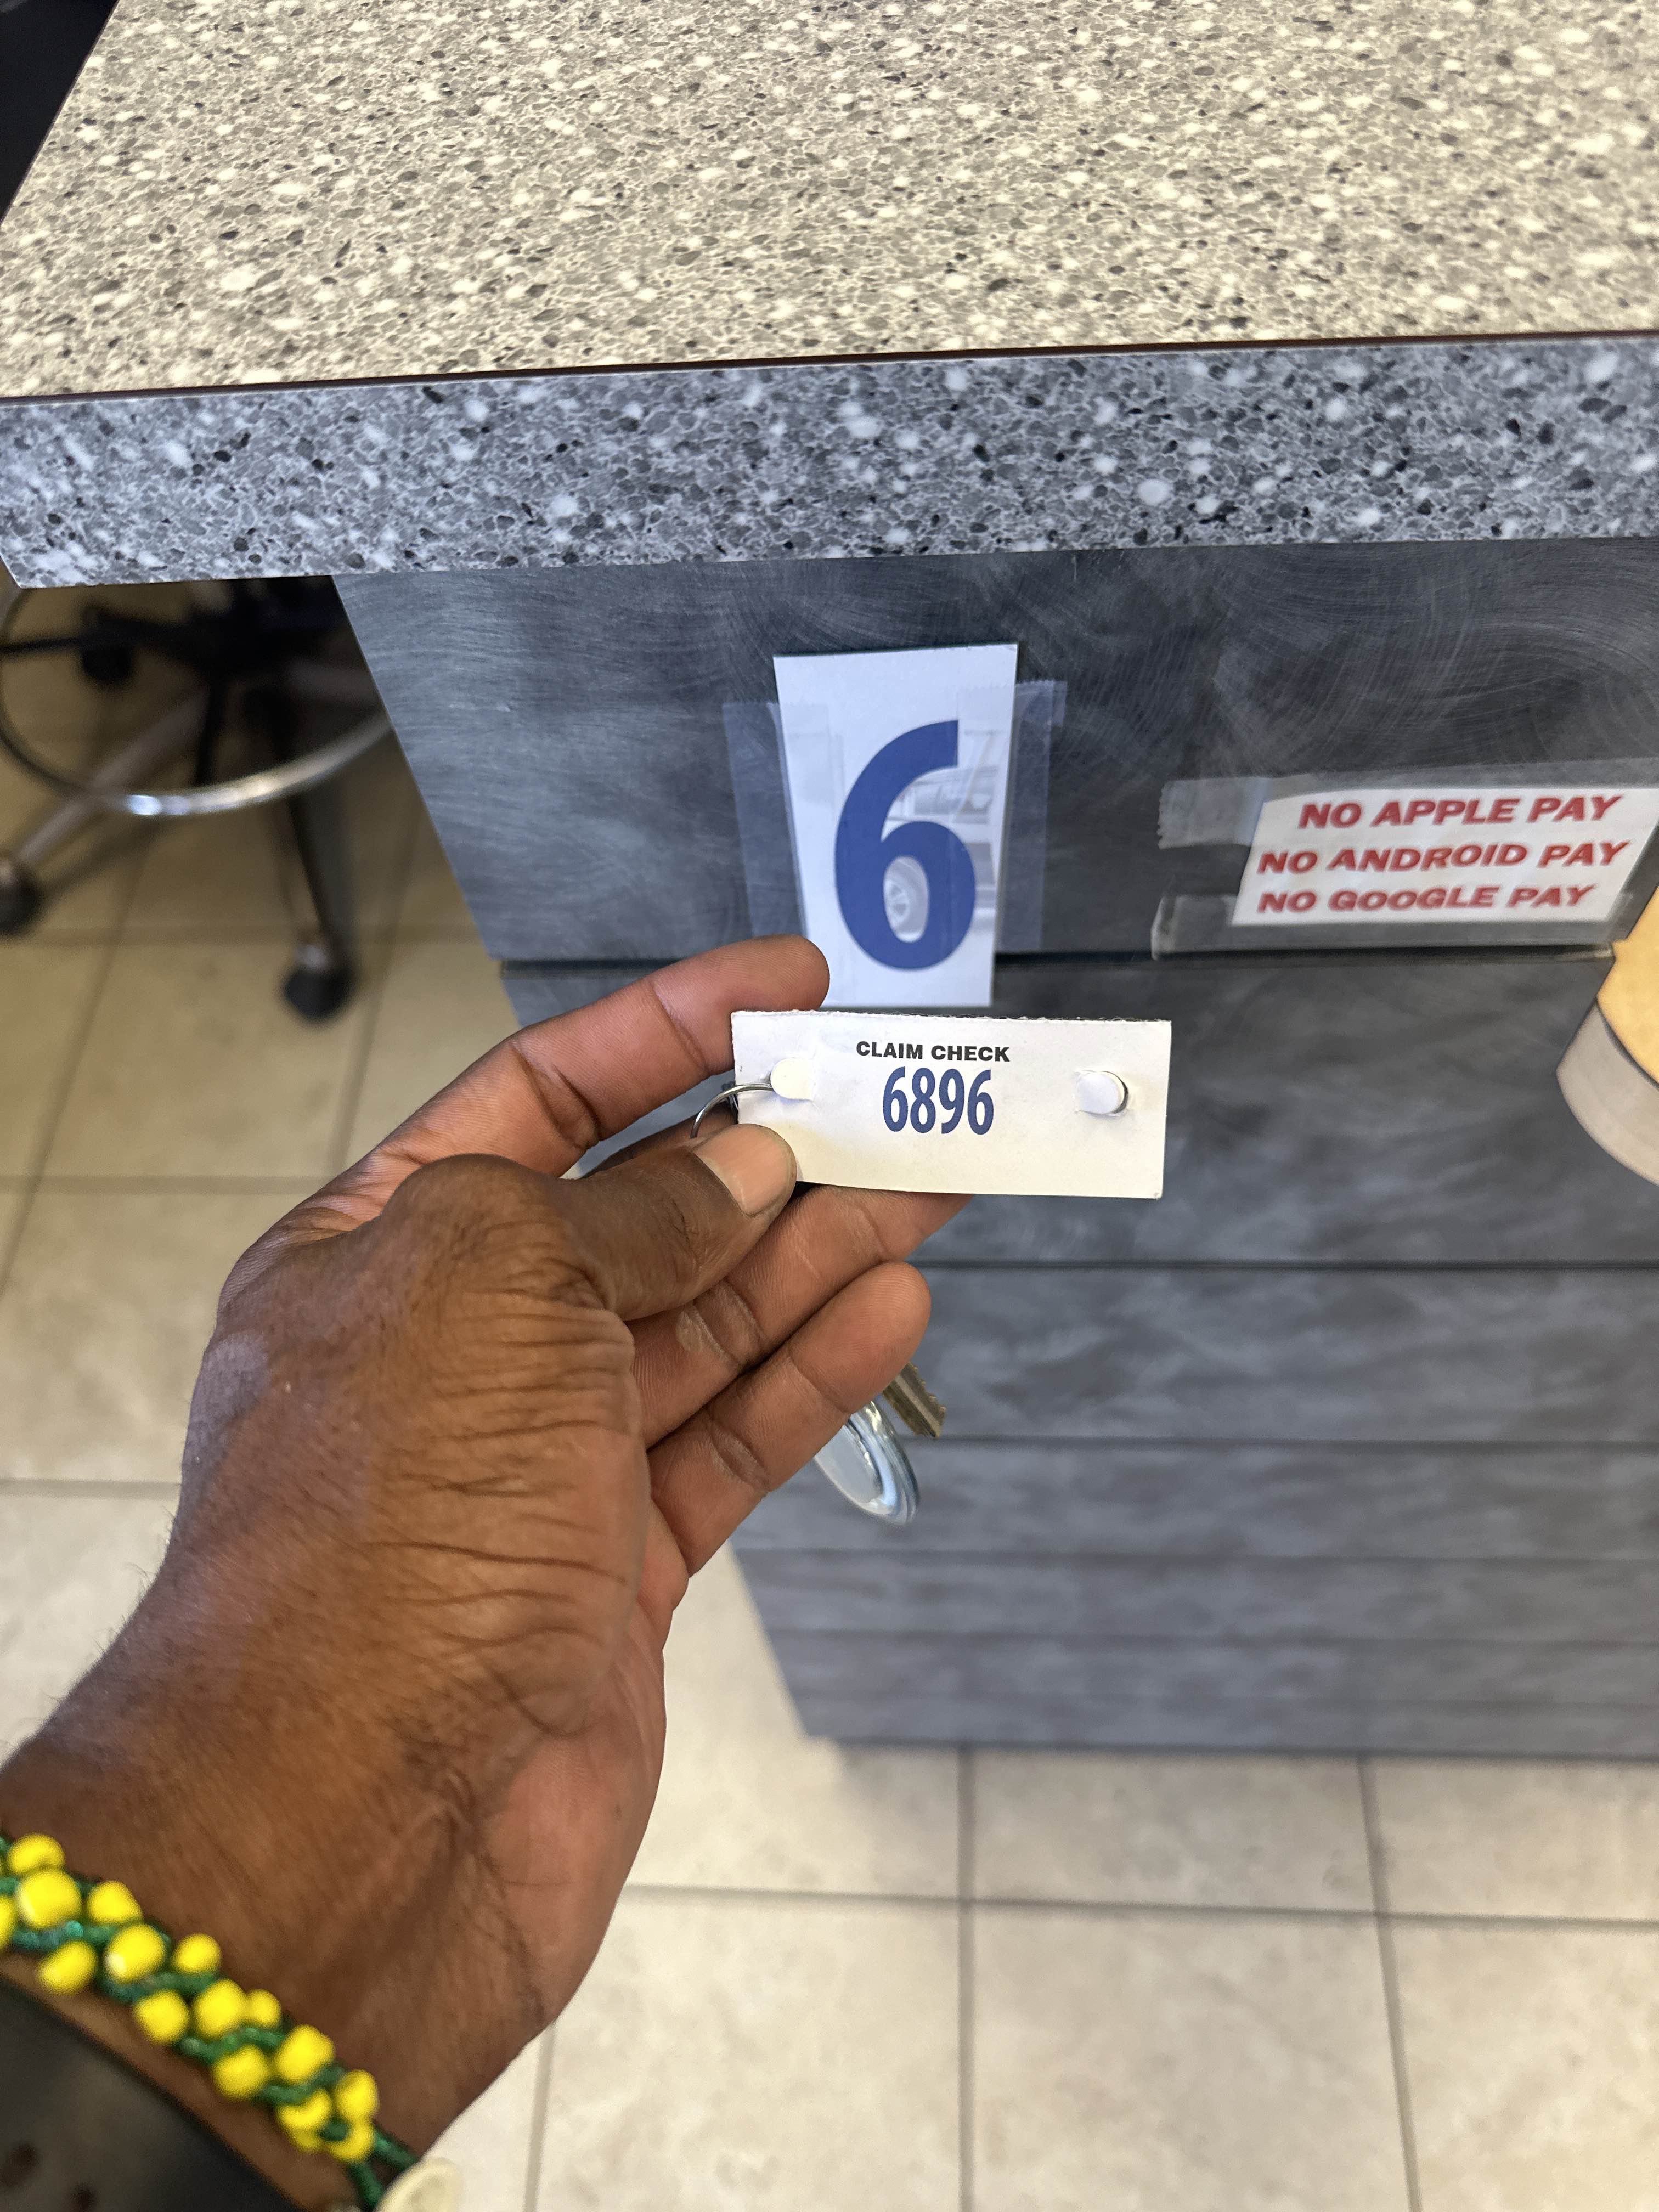 6
NO APPLE PAY
NO ANDROID PAY
NO GOOGLE PAY
CLAIM CHECK
6896